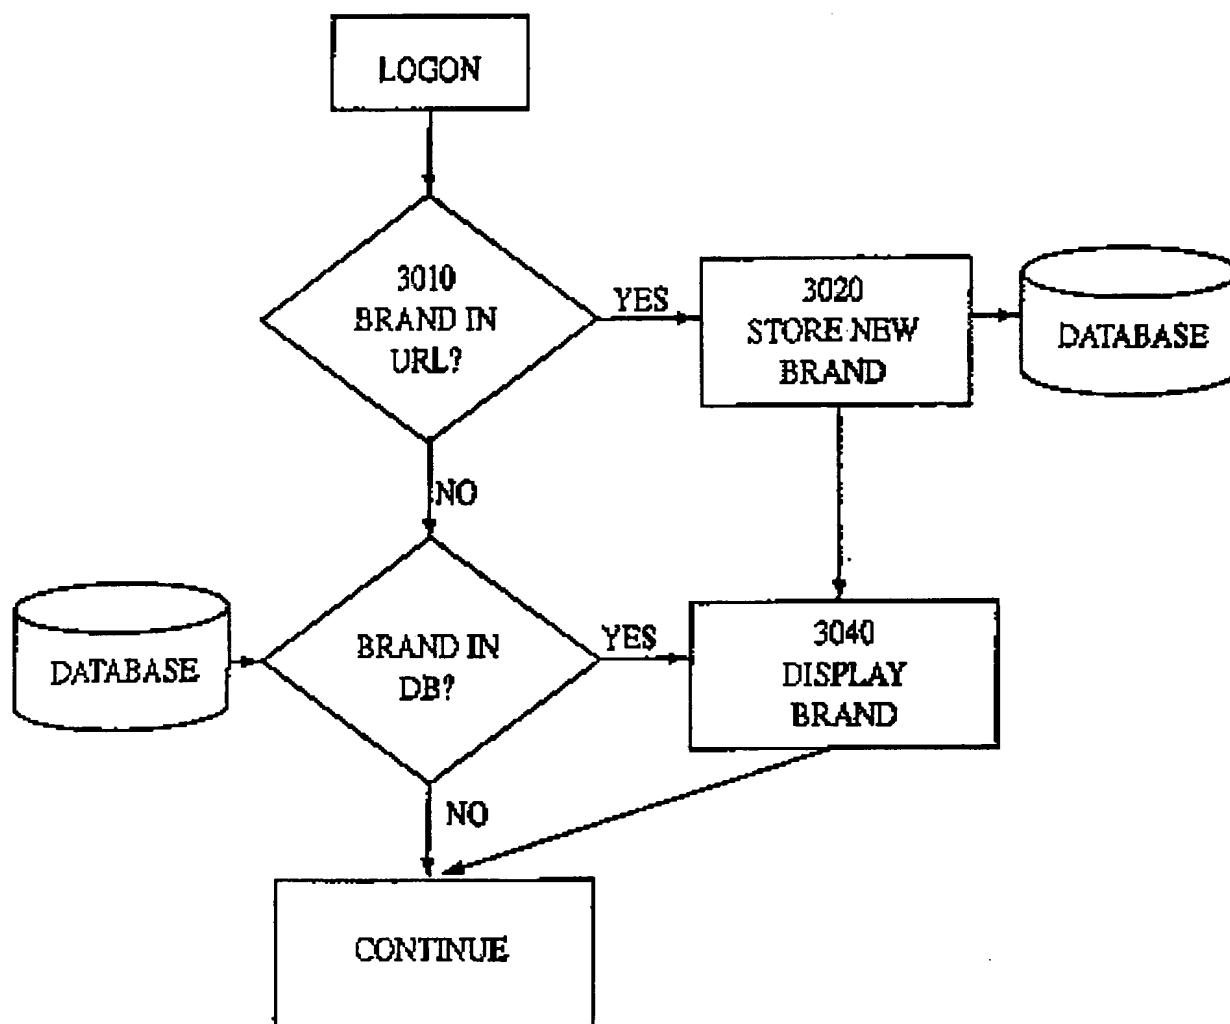 LOGON
3010
BRAND IN
URL?
YES
3020
STORE NEW
BRAND
DATABASE
NO
DATABASE
BRAND IN
DB?
YES
3040
DISPLAY
BRAND
NO
CONTINUE